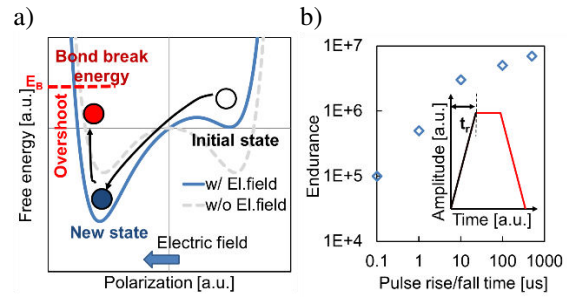 a)
Bond break
energy
E_B
Overshoot
Initial state
w/ El.field
w/o El.field
New state
Electric field
Free energy [a.u.]
Polarization [a.u.]
b)
1E+7
1E+6
1E+5
1E+4
Endurance
t_r
Amplitude [a.u.]
Time [a.u.]
0.1 1 10 100 1000
Pulse rise/fall time [us]